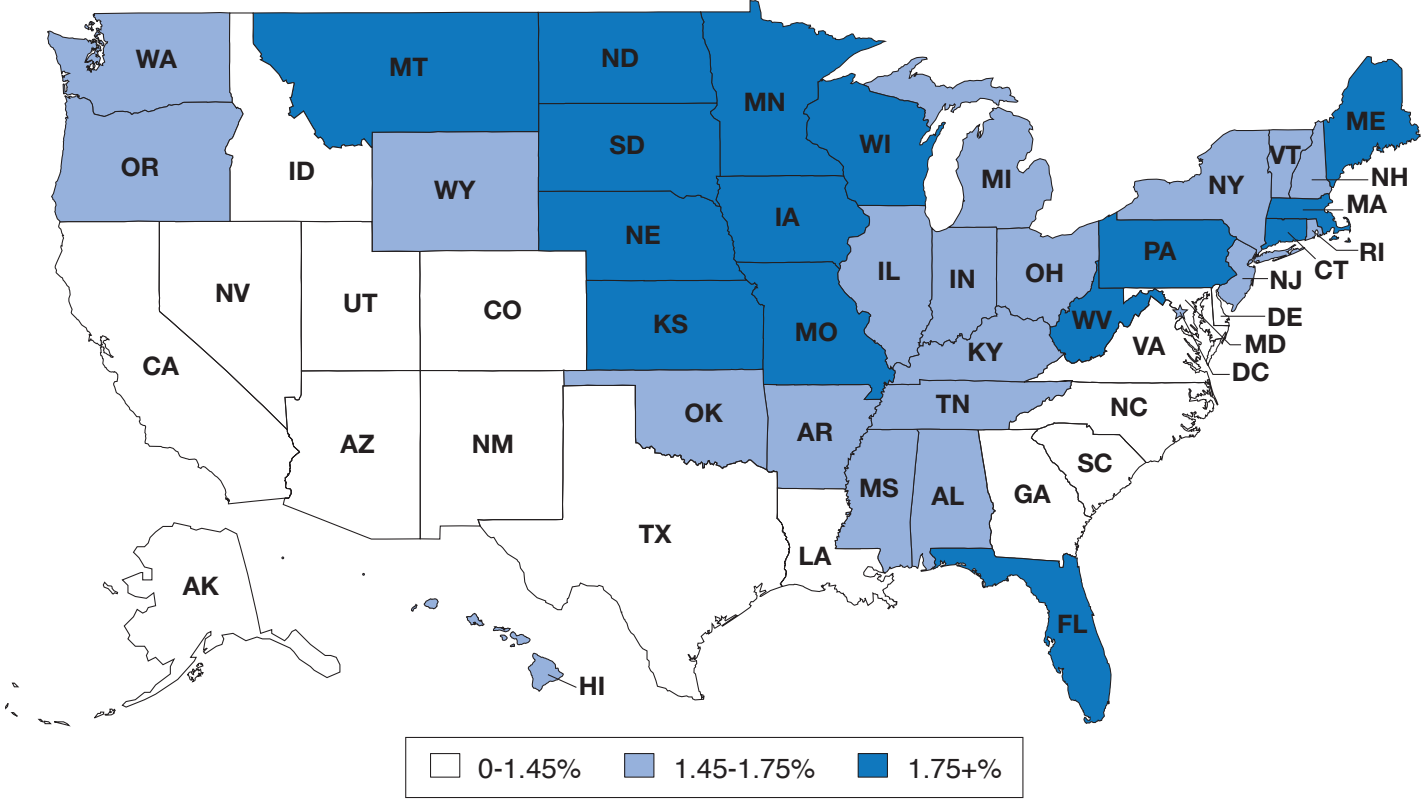 WA
MT
ND
MN
ME
VT
OR
ID
SD
WI
WY
MI
NY
NH
MA
IA
NE
PA
RI
CT
NV
UT
CO
IL
IN
OH
NJ
KS
MO
WV
DE
CA
KY
VA
MD
DC
AZ
NM
OK
AR
TN
NC
SC
MS
AL
GA
TX
LA
AK
FL
HI
0-1.45% 1.45-1.75% 1.75+%